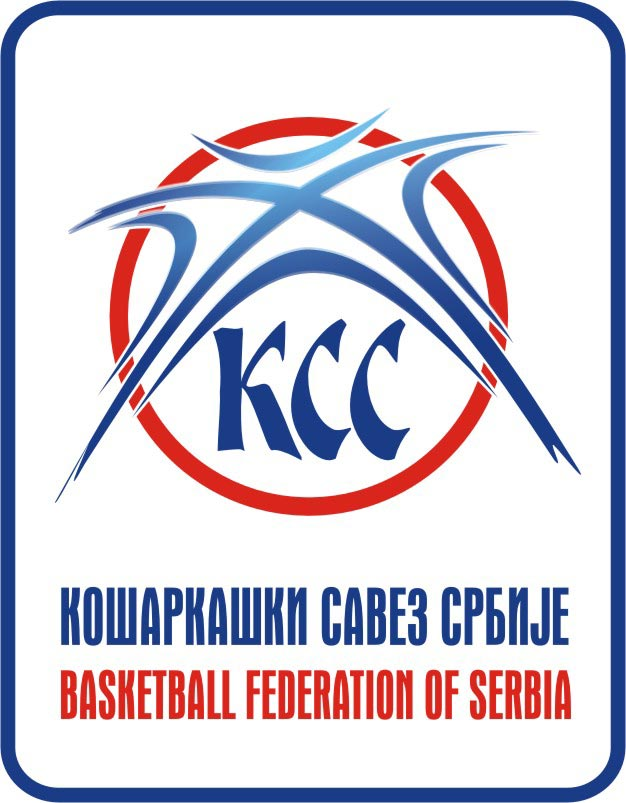 КСС
КОШАРКАШКИ САВЕЗ СРБИЈЕ
BASKETBALL FEDERATION OF SERBIA